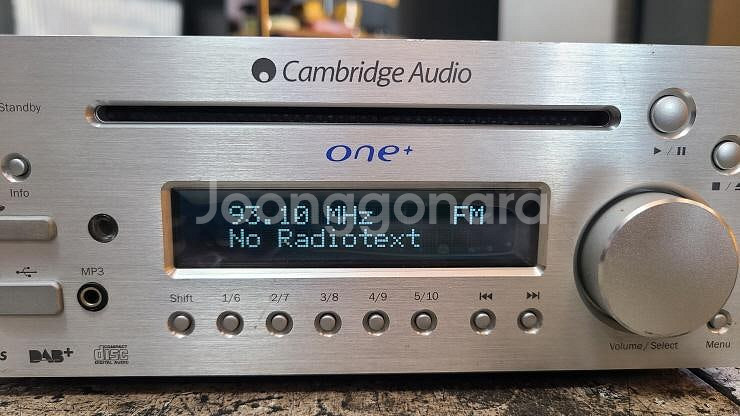 Cambridge Audio
Standby
one+
▶ / ⏸
Info
■ / ⏏
Joonggonara
93.10 MHz FM
No Radiotext
MP3
Shift 1/6 2/7 3/8 4/9 5/10 ⏮ ⏭
Volume / Select
Menu
DAB+
COMPACT
disc
DIGITAL AUDIO